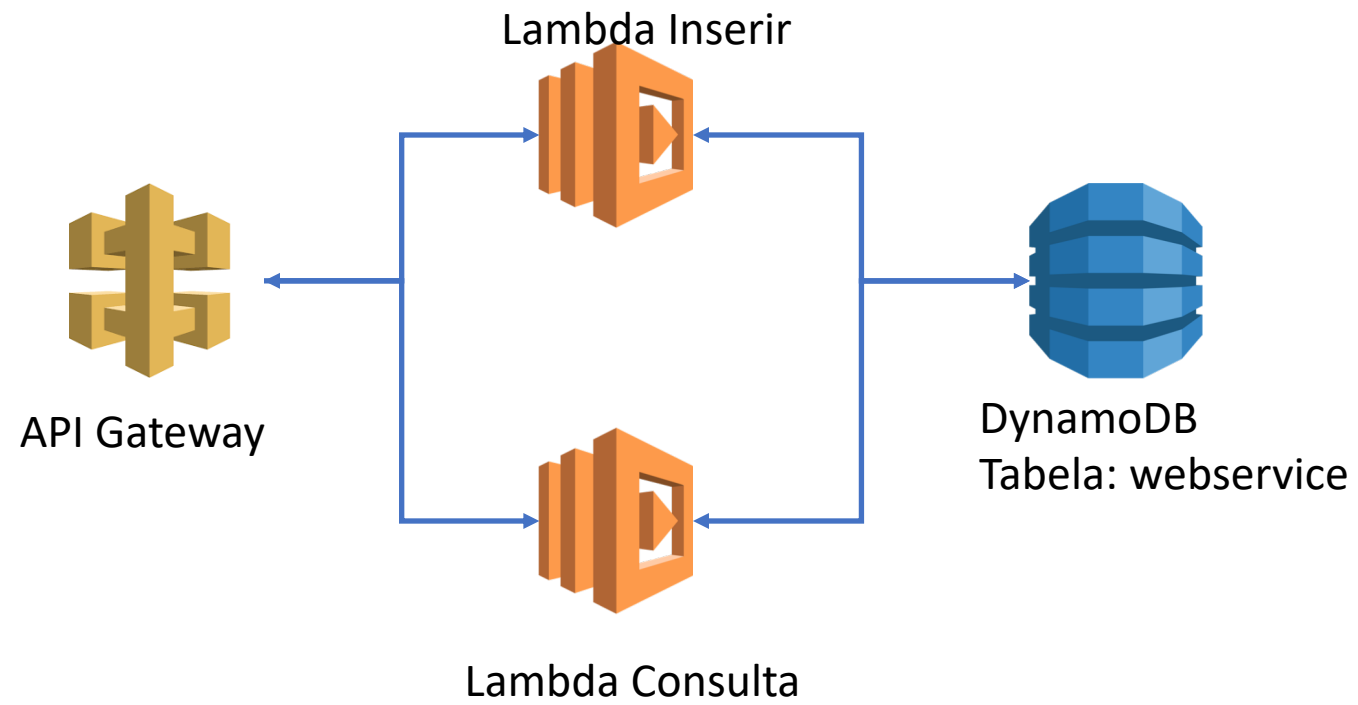 Lambda Inserir
API Gateway
DynamoDB
Tabela: webservice
Lambda Consulta